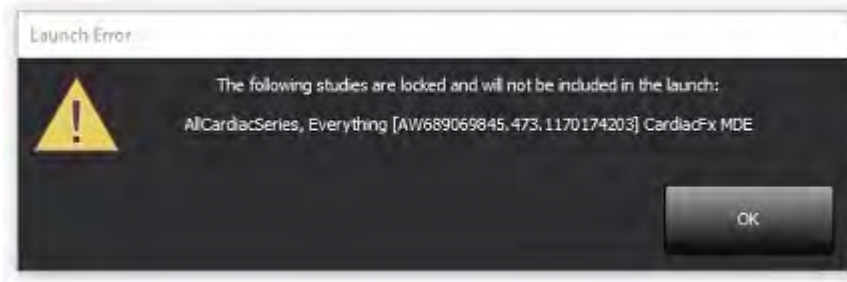 Launch Error
The following studies are locked and will not be included in the launch:
AllCardiacSeries, Everything [AW689069845.473.1170174203] CardiacFx MDE
OK